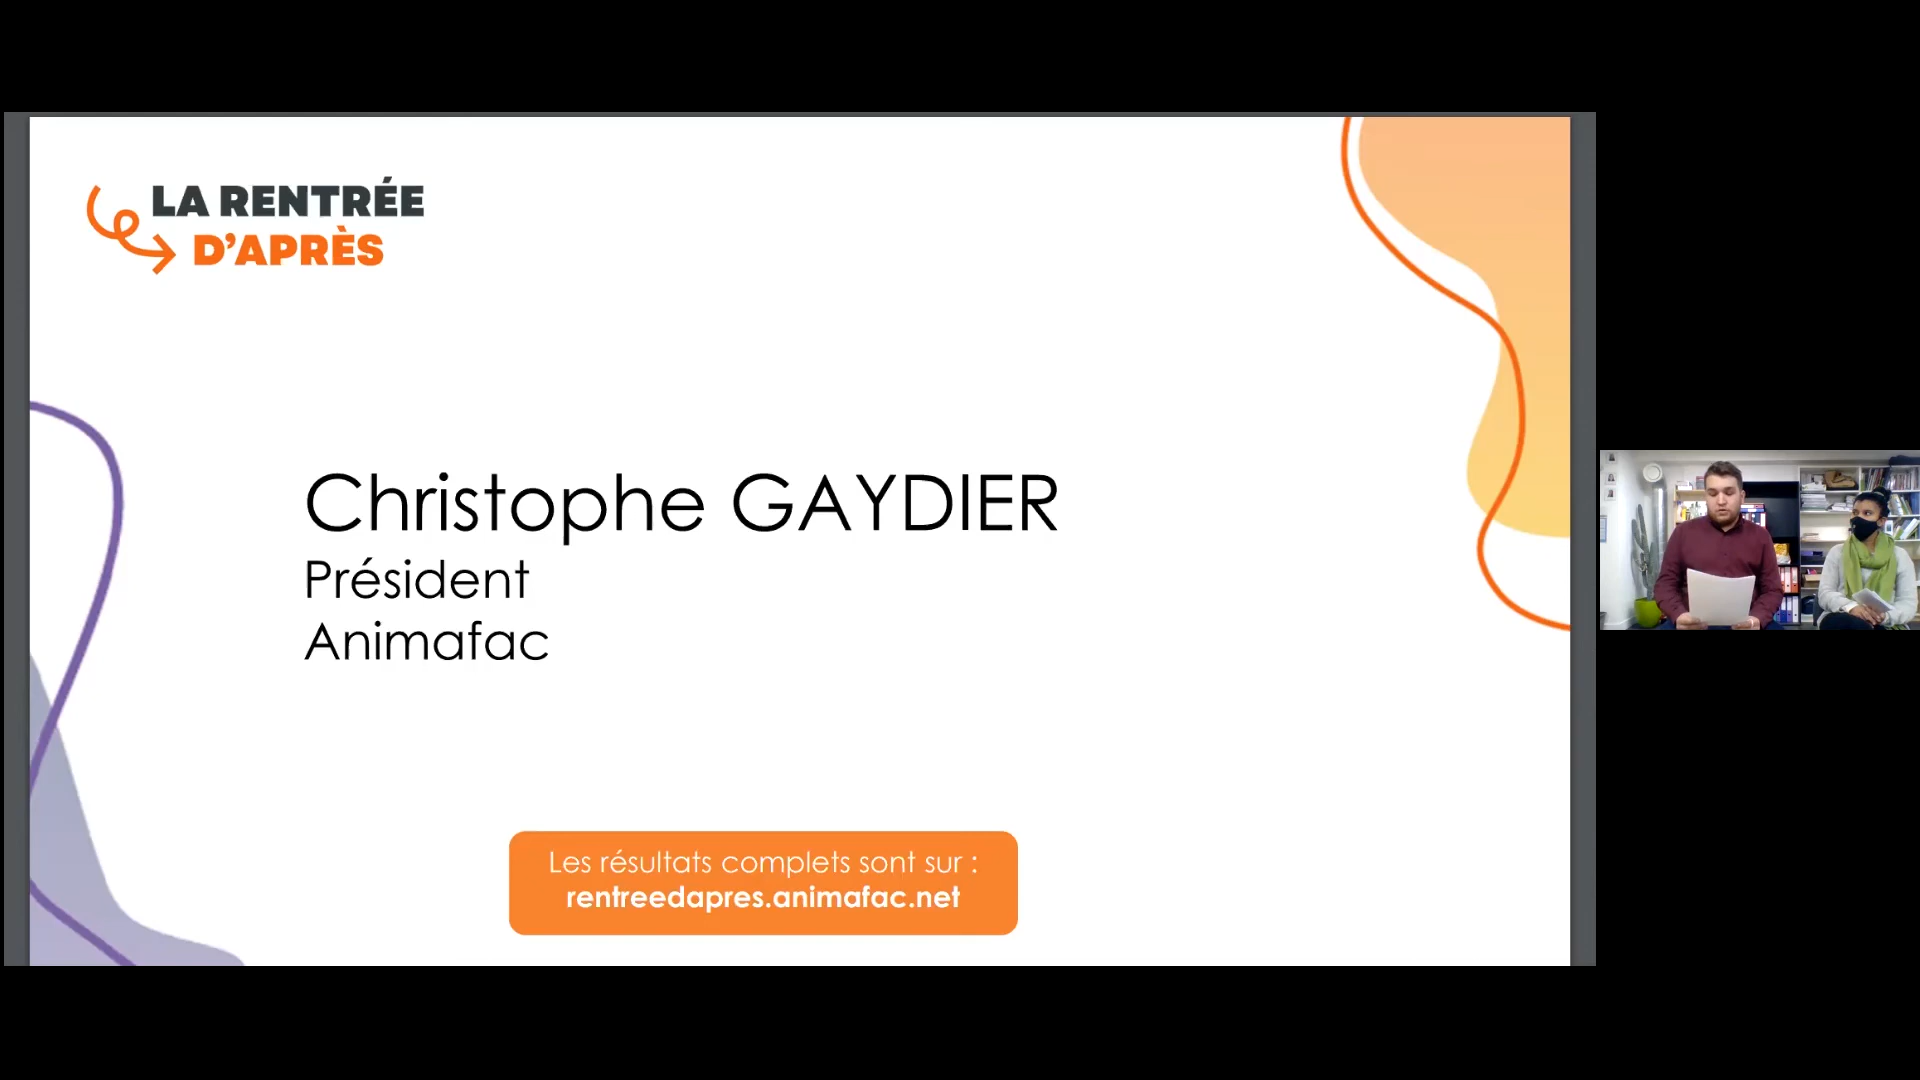 LA RENTRÉE
D'APRÈS
Christophe GAYDIER
Président
Animafac
Les résultats complets sont sur :
rentreedapres.animafac.net